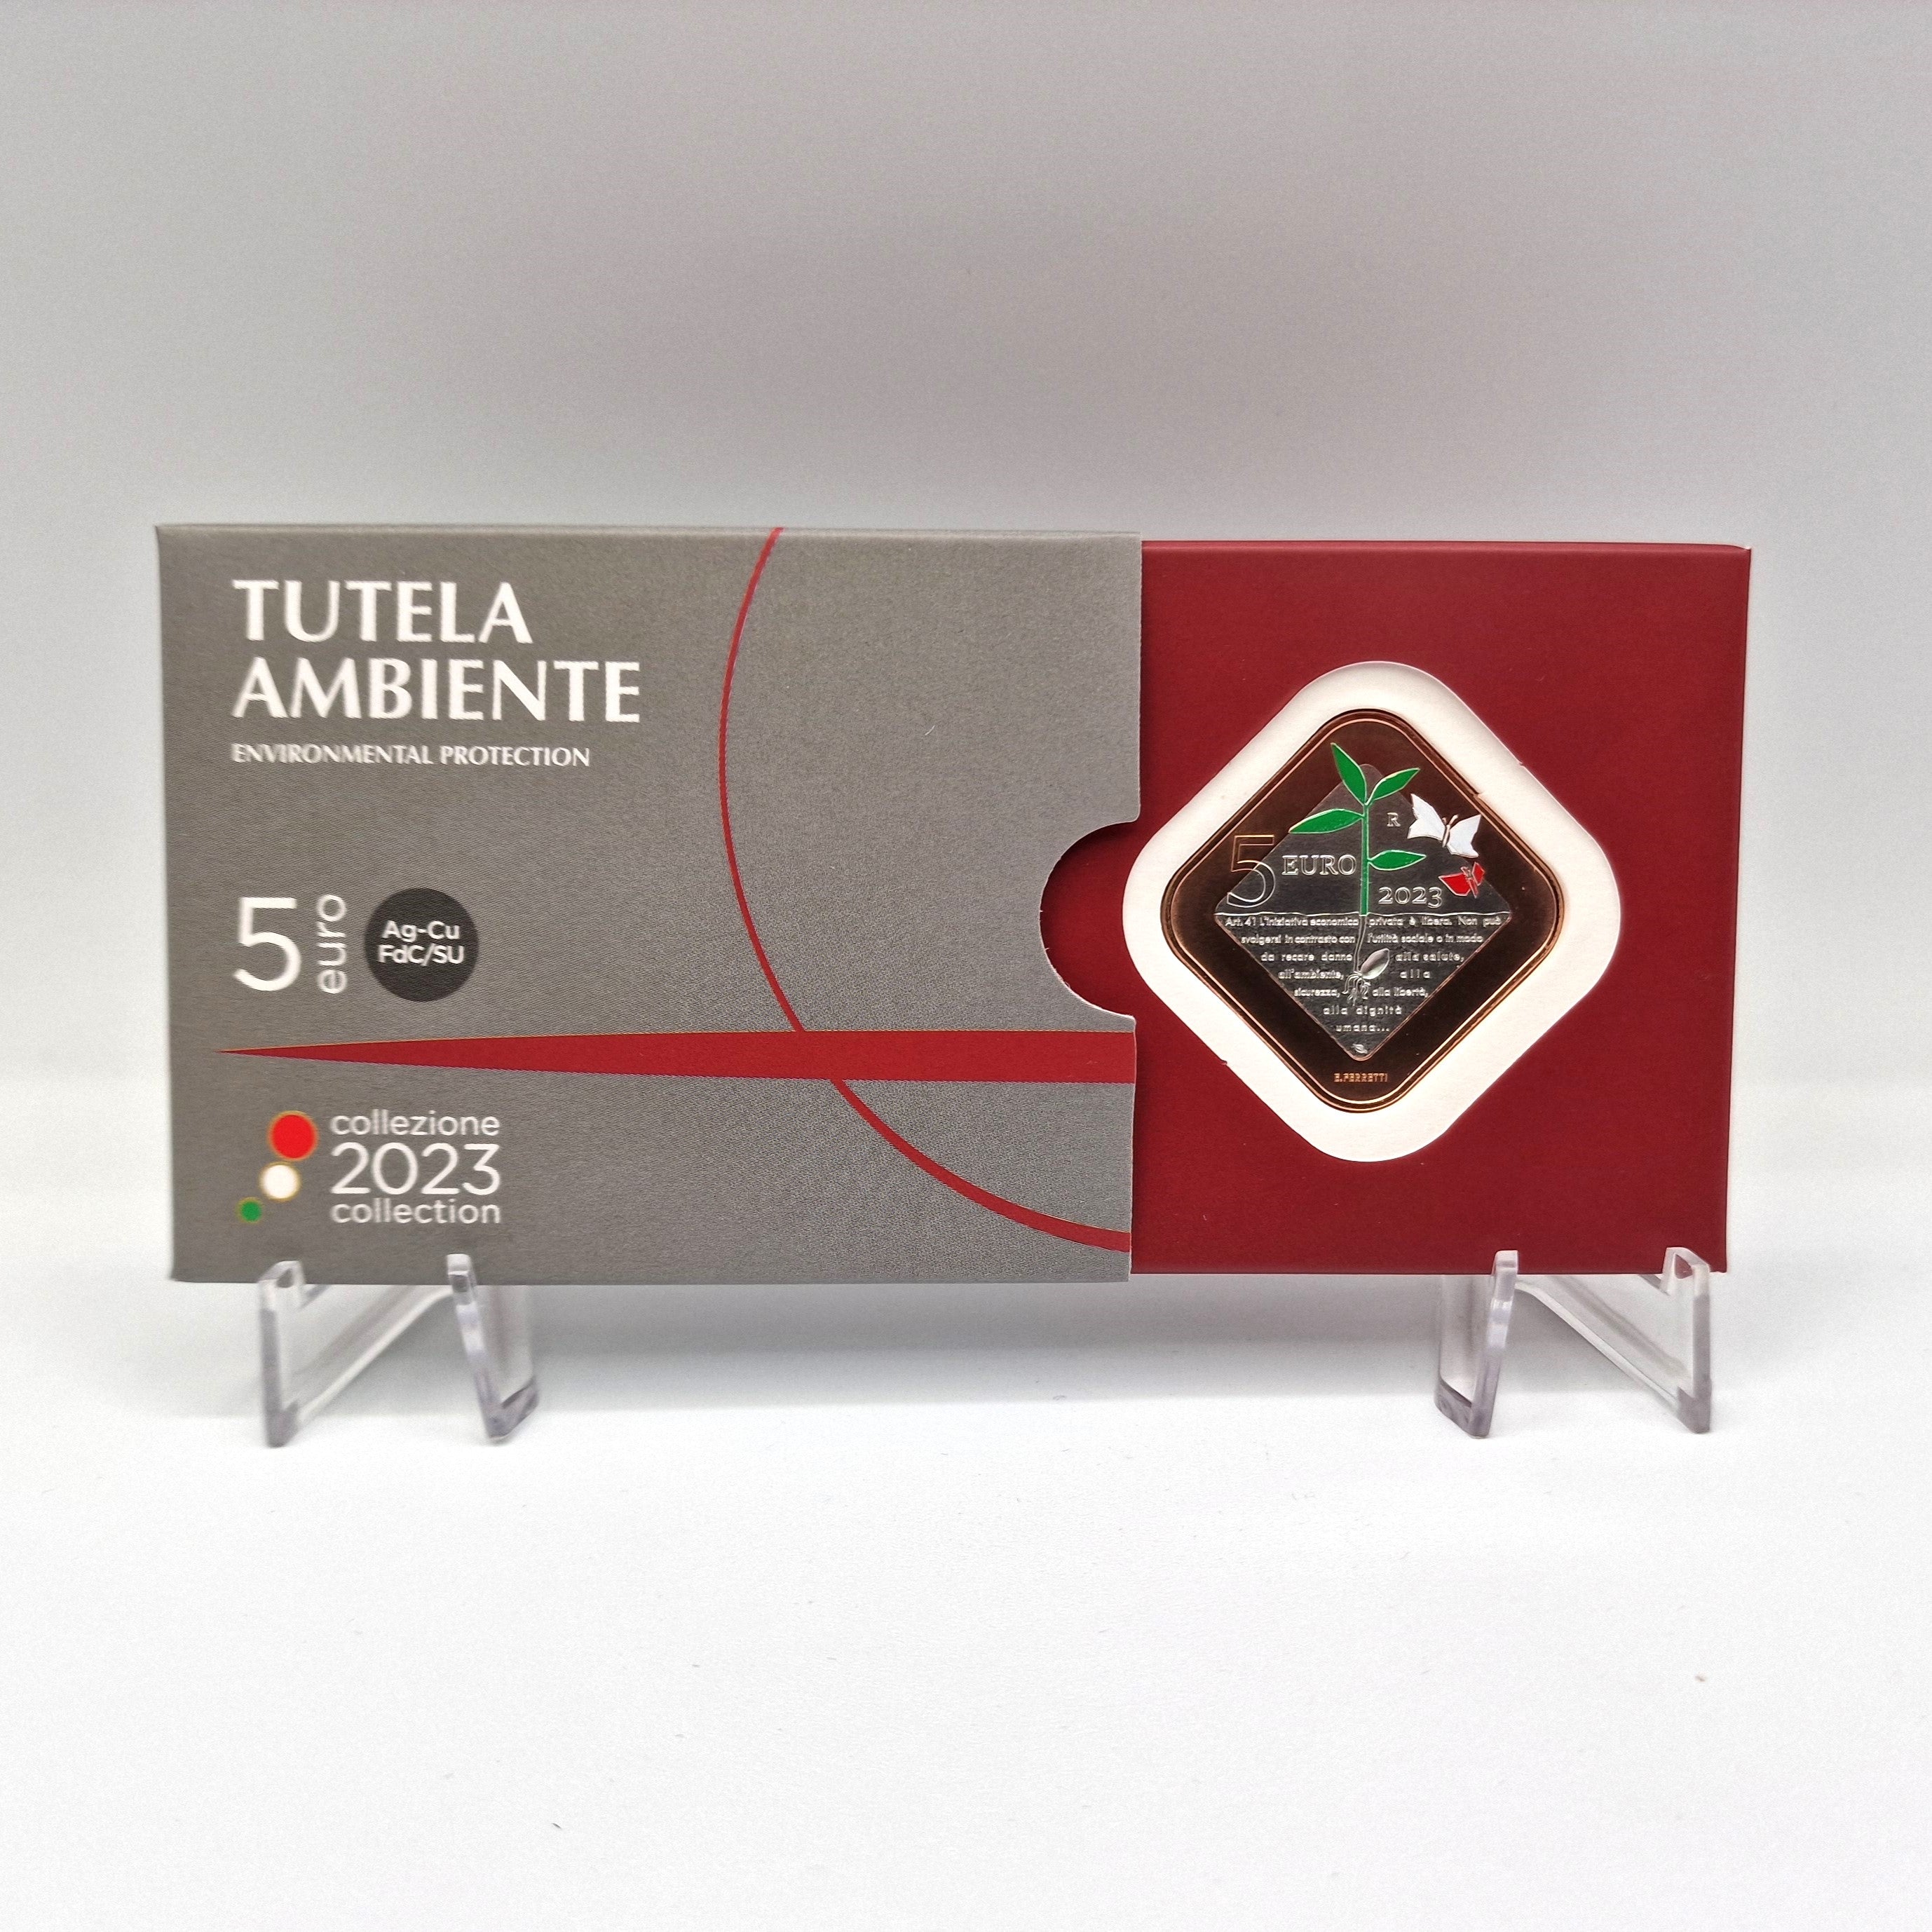 TUTELA
AMBIENTE
ENVIRONMENTAL PROTECTION
5 euro
Ag-Cu
FdC/SU
collezione
2023
collection
R
5 EURO
2023
Art. 41 L'iniziativa economica privata è libera. Non può
svolgersi in contrasto con l'utilità sociale o in modo
da recare danno alla salute,
all'ambiente, alla
sicurezza, alla libertà,
alla dignità
umana...
E.FERRETTI